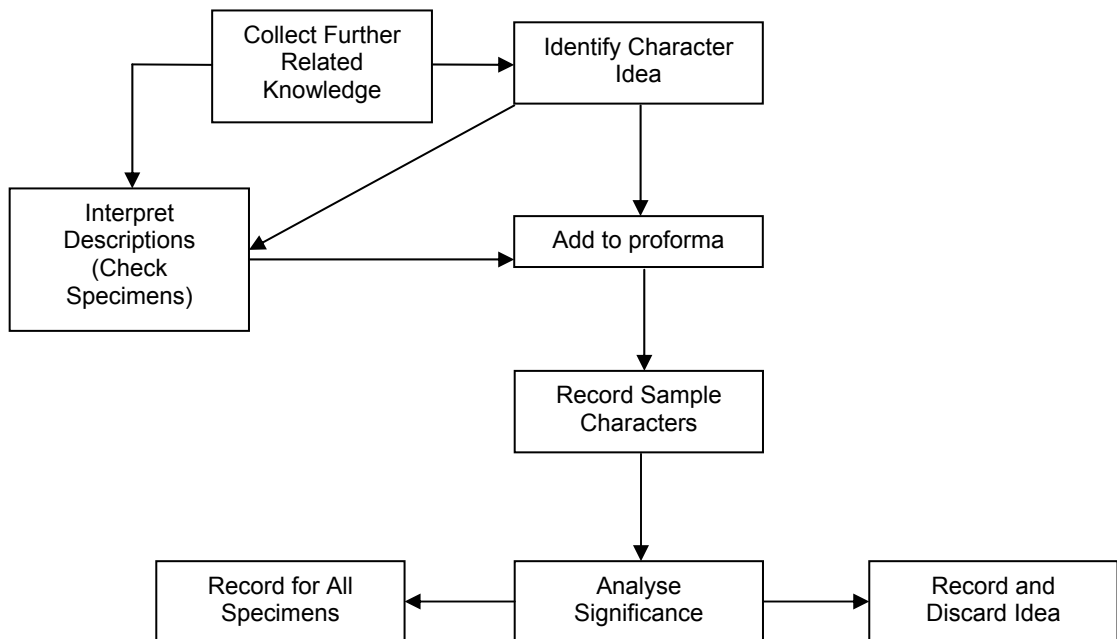 Collect Further
Related
Knowledge
Identify Character
Idea
Interpret
Descriptions
(Check
Specimens)
Add to proforma
Record Sample
Characters
Record for All
Specimens
Analyse
Significance
Record and
Discard Idea